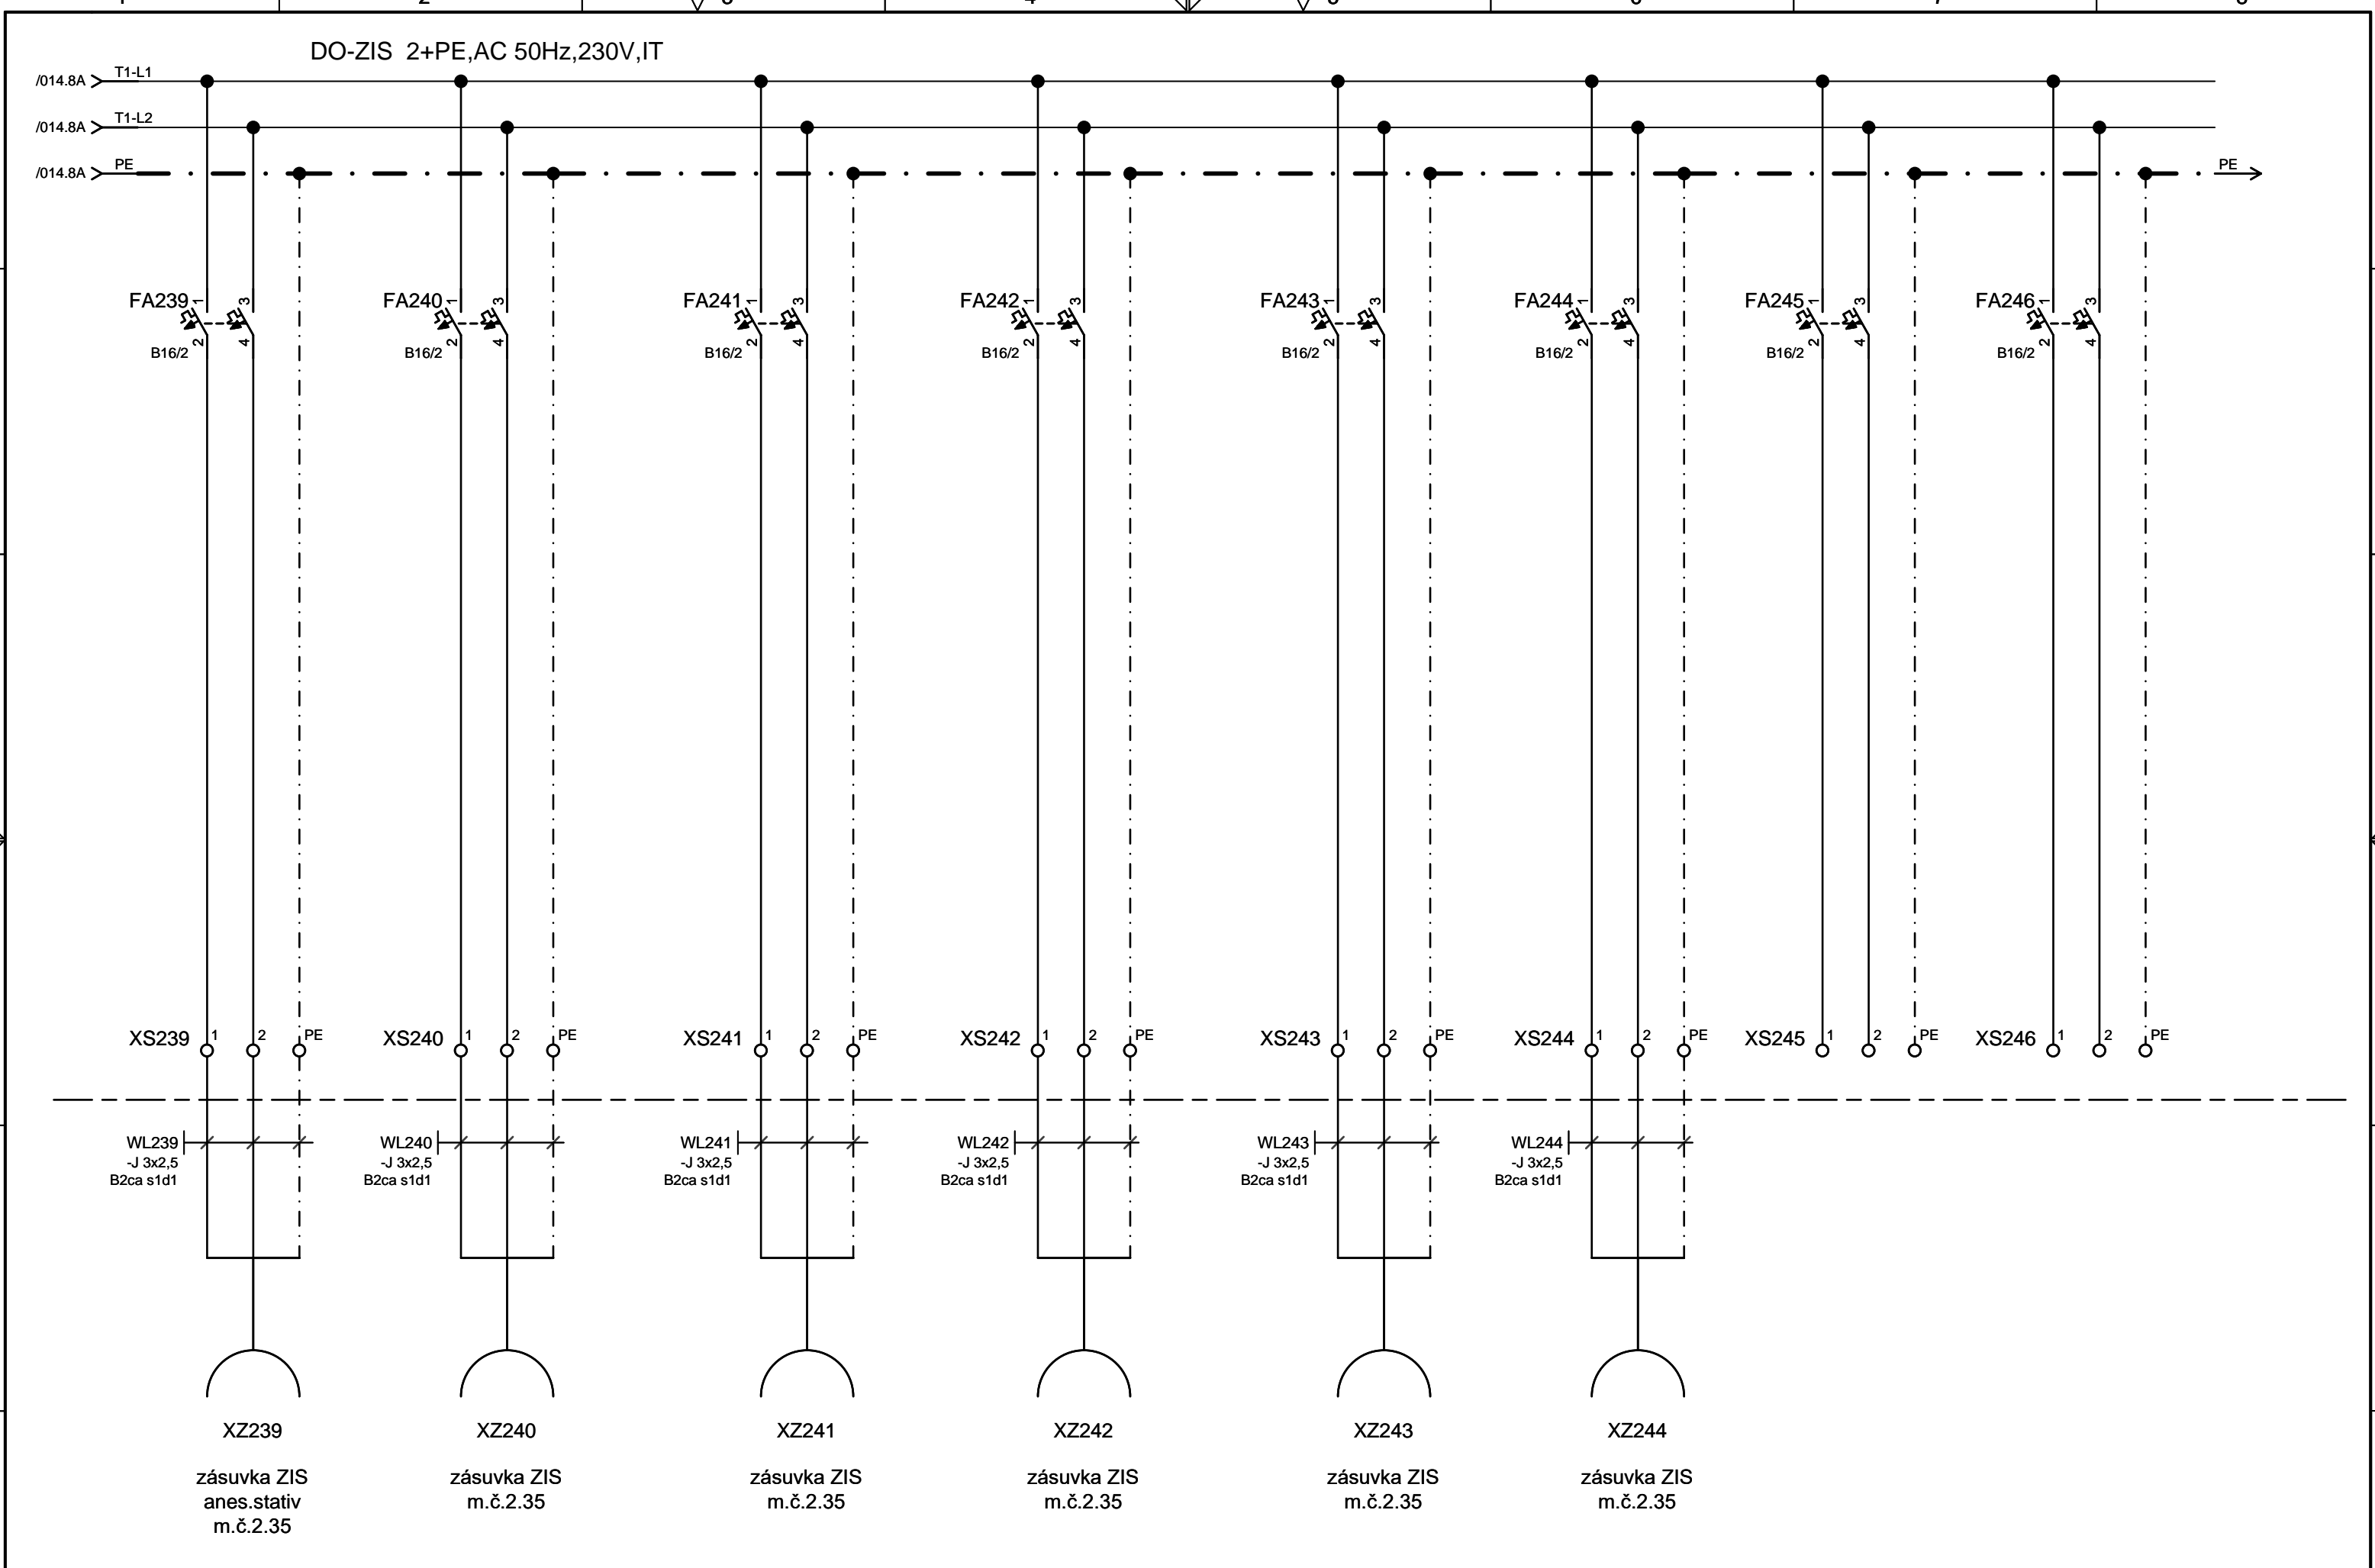 DO-ZIS 2+PE,AC 50Hz,230V,IT
/014.8A T1-L1
/014.8A T1-L2
/014.8A PE PE
FA239 1 3 FA240 1 3 FA241 1 3 FA242 1 3 FA243 1 3 FA244 1 3 FA245 1 3 FA246 1 3
B16/2 2 4 B16/2 2 4 B16/2 2 4 B16/2 2 4 B16/2 2 4 B16/2 2 4 B16/2 2 4 B16/2 2 4
XS239 1 2 PE XS240 1 2 PE XS241 1 2 PE XS242 1 2 PE XS243 1 2 PE XS244 1 2 PE XS245 1 2 PE XS246 1 2 PE
WL239 WL240 WL241 WL242 WL243 WL244
-J 3x2,5 -J 3x2,5 -J 3x2,5 -J 3x2,5 -J 3x2,5 -J 3x2,5
B2ca s1d1 B2ca s1d1 B2ca s1d1 B2ca s1d1 B2ca s1d1 B2ca s1d1
XZ239 XZ240 XZ241 XZ242 XZ243 XZ244
zásuvka ZIS zásuvka ZIS zásuvka ZIS zásuvka ZIS zásuvka ZIS zásuvka ZIS
anes.stativ m.č.2.35 m.č.2.35 m.č.2.35 m.č.2.35 m.č.2.35
m.č.2.35